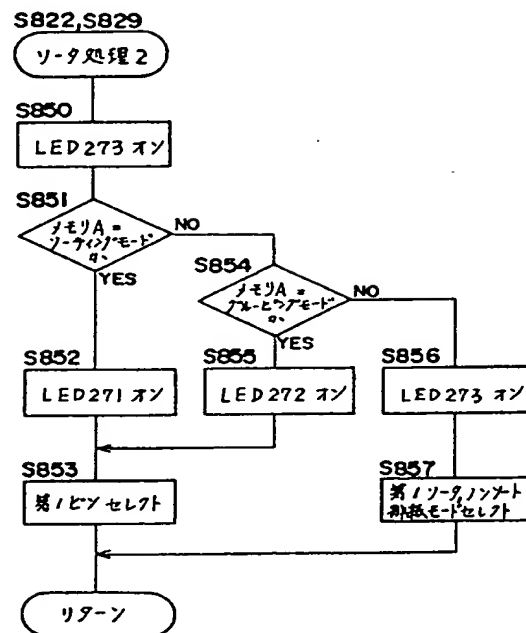 S822,S829
ソータ処理2
S850
LED273 オン
S851
メモリA=
ソーティングモード
か
NO
YES
S854
メモリA=
グルーピングモード
か
NO
YES
S852
LED271 オン
S855
LED272 オン
S856
LED273 オン
S853
第1ビン セレクト
S857
第1ソータ,ノンソート
排紙モードセレクト
リターン